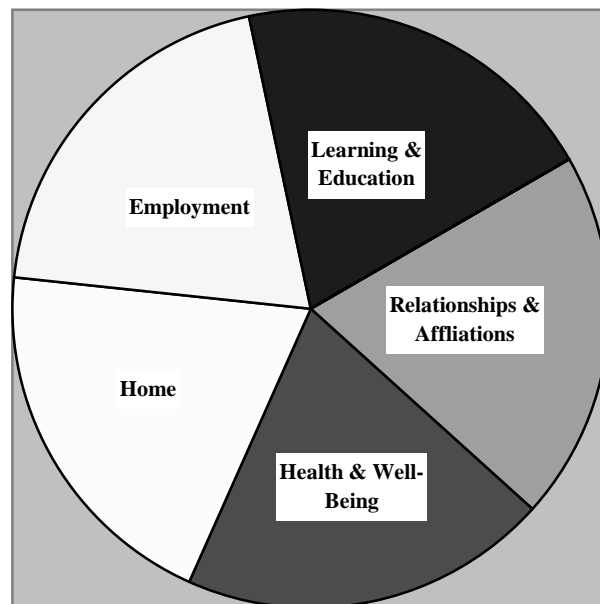 Learning &
Education
Employment
Relationships &
Affliations
Home
Health & Well-
Being